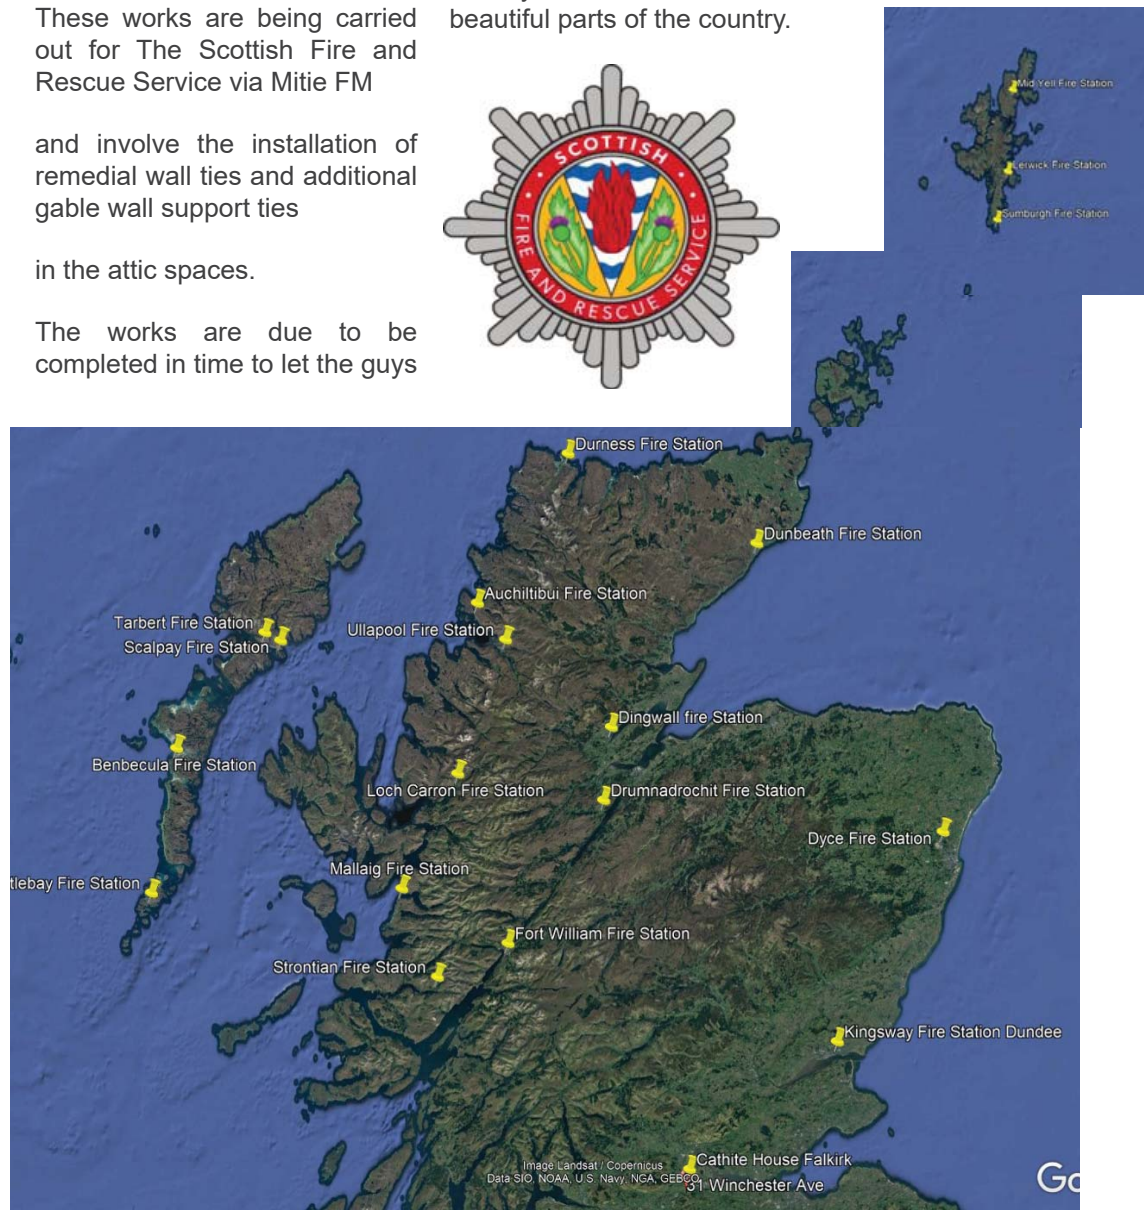 These works are being carried
out for The Scottish Fire and
Rescue Service via Mitie FM
and involve the installation of
remedial wall ties and additional
gable wall support ties
in the attic spaces.
The works are due to be
completed in time to let the guys
beautiful parts of the country.
SCOTTISH
FIRE AND RESCUE SERVICE
Mid Yell Fire Station
Lerwick Fire Station
Sumburgh Fire Station
Durness Fire Station
Dunbeath Fire Station
Auchiltibui Fire Station
Tarbert Fire Station
Ullapool Fire Station
Scalpay Fire Station
Dingwall fire Station
Benbecula Fire Station
Loch Carron Fire Station
Drumnadrochit Fire Station
Dyce Fire Station
Mallaig Fire Station
tlebay Fire Station
Fort William Fire Station
Strontian Fire Station
Kingsway Fire Station Dundee
Cathite House Falkirk
Image Landsat / Copernicus
Data SIO, NOAA, U.S. Navy, NGA, GEBCO
31 Winchester Ave
Go